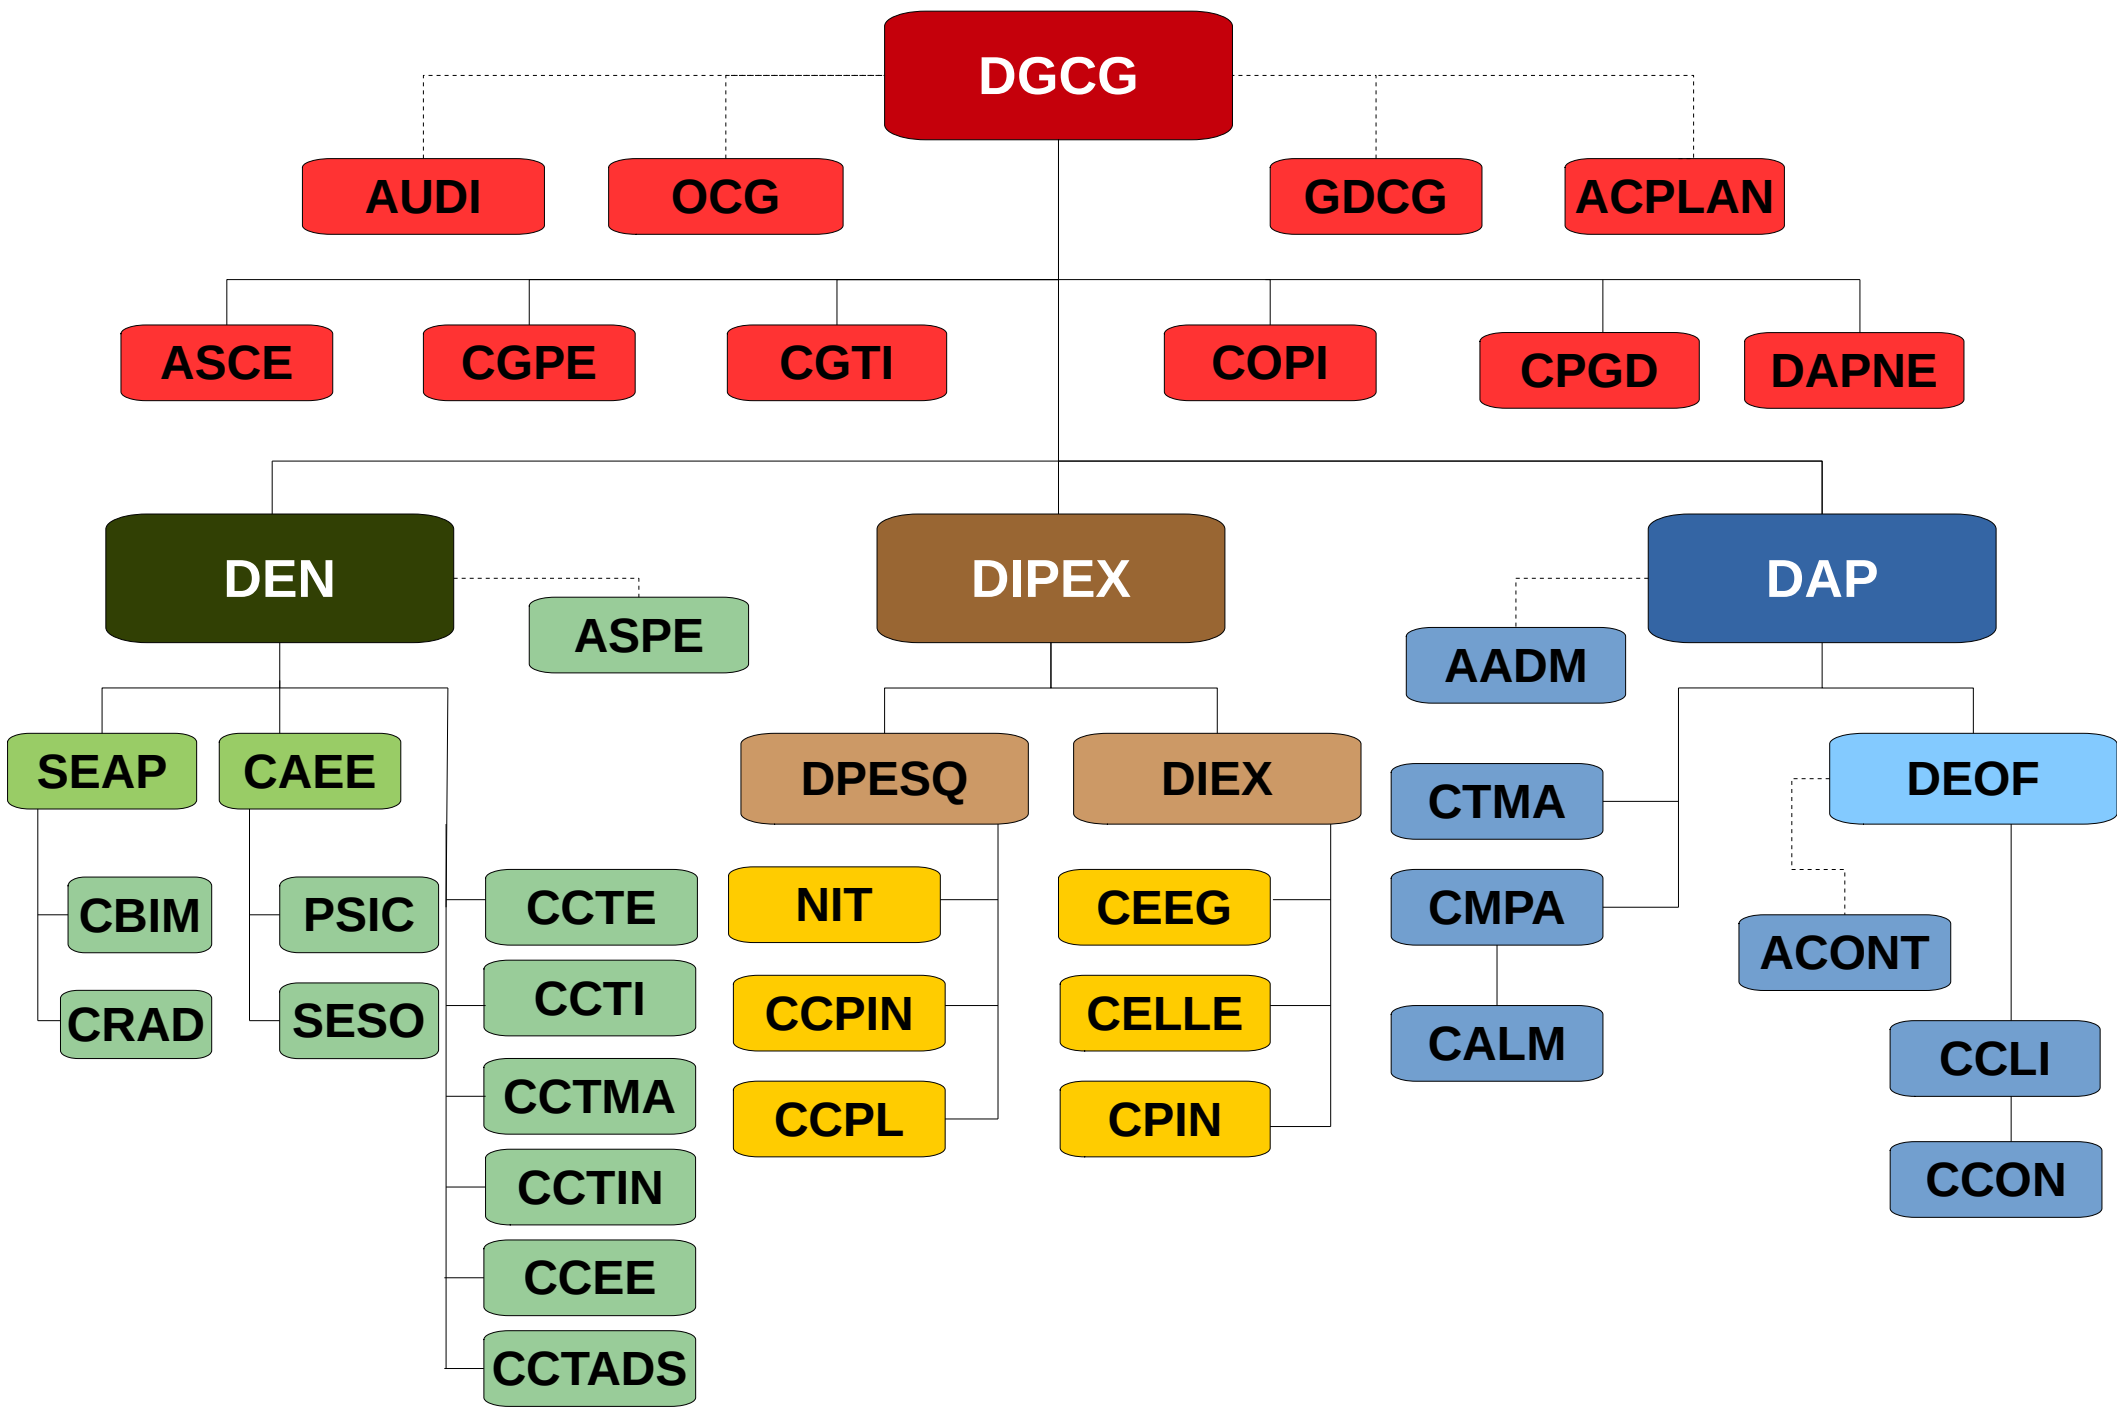 DGCG
AUDI
OCG
GDCG
ACPLAN
ASCE
CGPE
CGTI
COPI
CPGD
DAPNE
DEN
DIPEX
DAP
ASPE
AADM
SEAP
CAEE
DPESQ
DIEX
CTMA
DEOF
CBIM
PSIC
CCTE
NIT
CEEG
CMPA
ACONT
CRAD
SESO
CCTI
CCPIN
CELLE
CALM
CCLI
CCTMA
CCPL
CPIN
CCTIN
CCON
CCEE
CCTADS